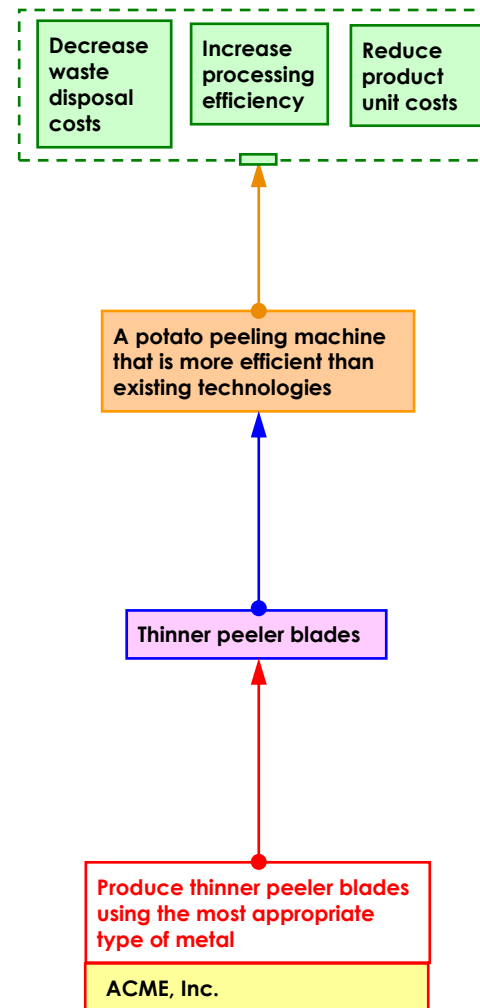 Decrease
waste
disposal
costs
Increase
processing
efficiency
Reduce
product
unit costs
A potato peeling machine
that is more efficient than
existing technologies
Thinner peeler blades
Produce thinner peeler blades
using the most appropriate
type of metal
ACME, Inc.